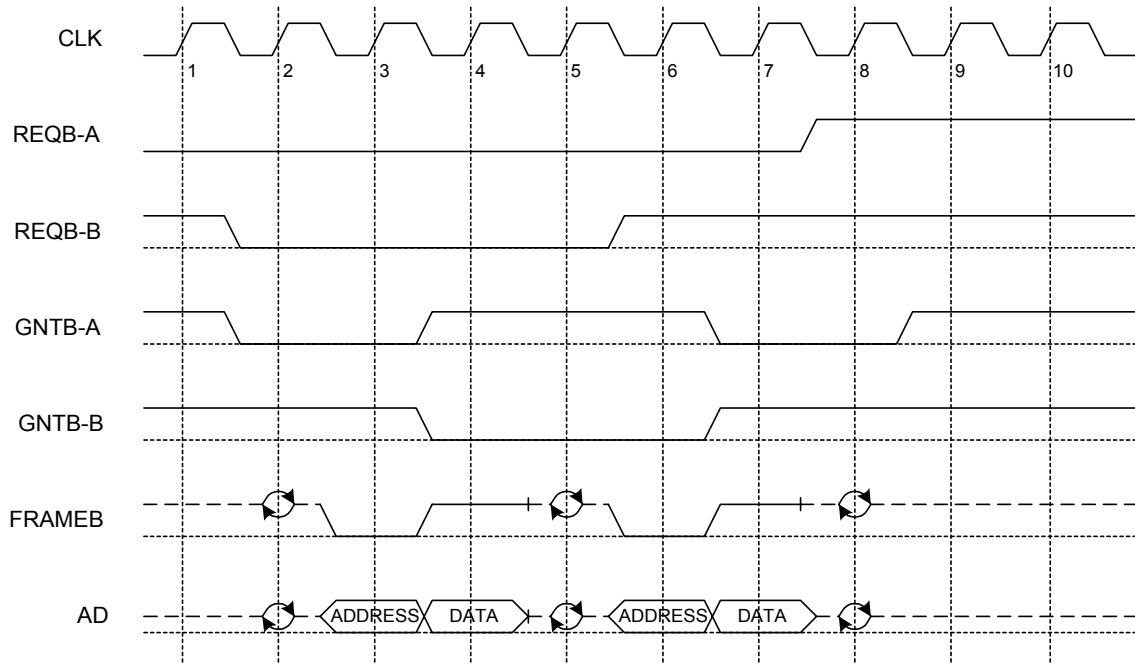 CLK
1 2 3 4 5 6 7 8 9 10
REQB-A
REQB-B
GNTB-A
GNTB-B
FRAMEB
AD
ADDRESS DATA ADDRESS DATA